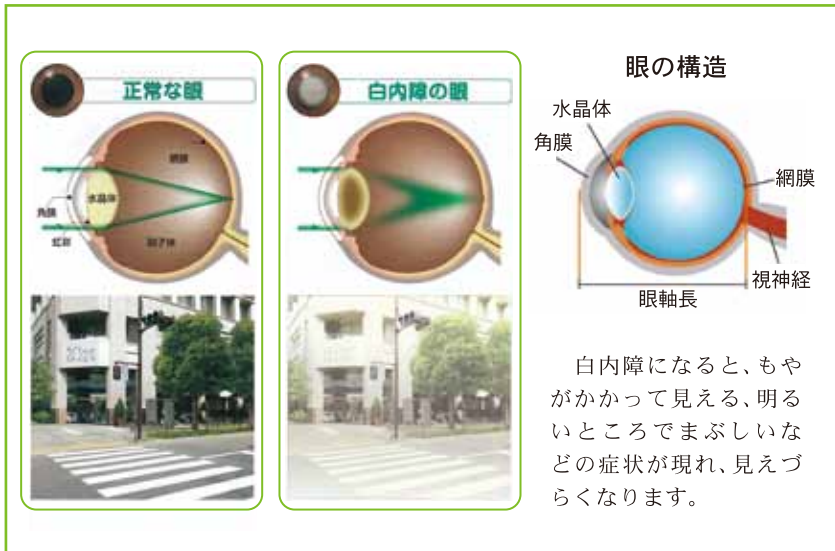 正常な眼
網膜
水晶体
角膜
虹彩
硝子体
白内障の眼
眼の構造
水晶体
角膜
網膜
視神経
眼軸長
白内障になると、もや
がかかって見える、明る
いところでまぶしいな
どの症状が現れ、見えづ
らくなります。